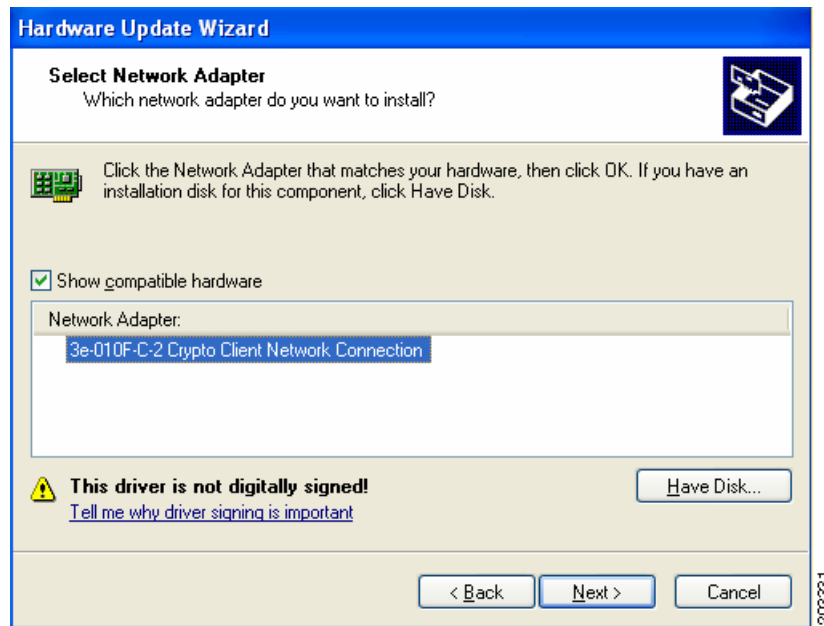 Hardware Update Wizard
Select Network Adapter
Which network adapter do you want to install?
Click the Network Adapter that matches your hardware, then click OK. If you have an
installation disk for this component, click Have Disk.
Show compatible hardware
Network Adapter:
3e-010F-C-2 Crypto Client Network Connection
This driver is not digitally signed!
Tell me why driver signing is important
Have Disk...
< Back
Next >
Cancel